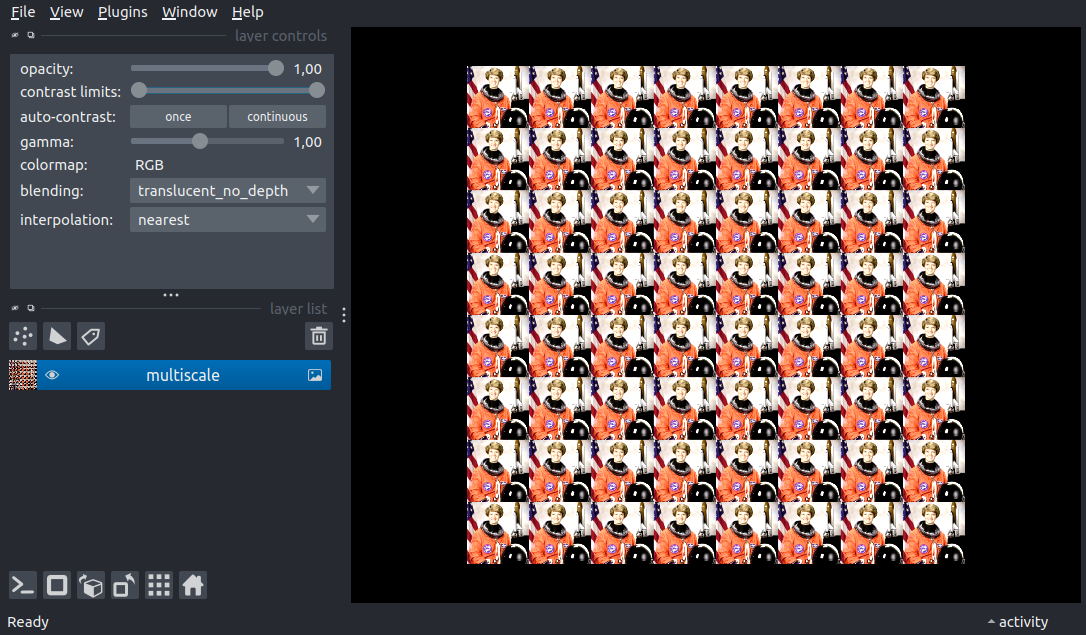 File View Plugins Window Help
layer controls
opacity: 1,00
contrast limits:
auto-contrast: once continuous
gamma: 1,00
colormap: RGB
blending: translucent_no_depth
interpolation: nearest
layer list
multiscale
Ready activity